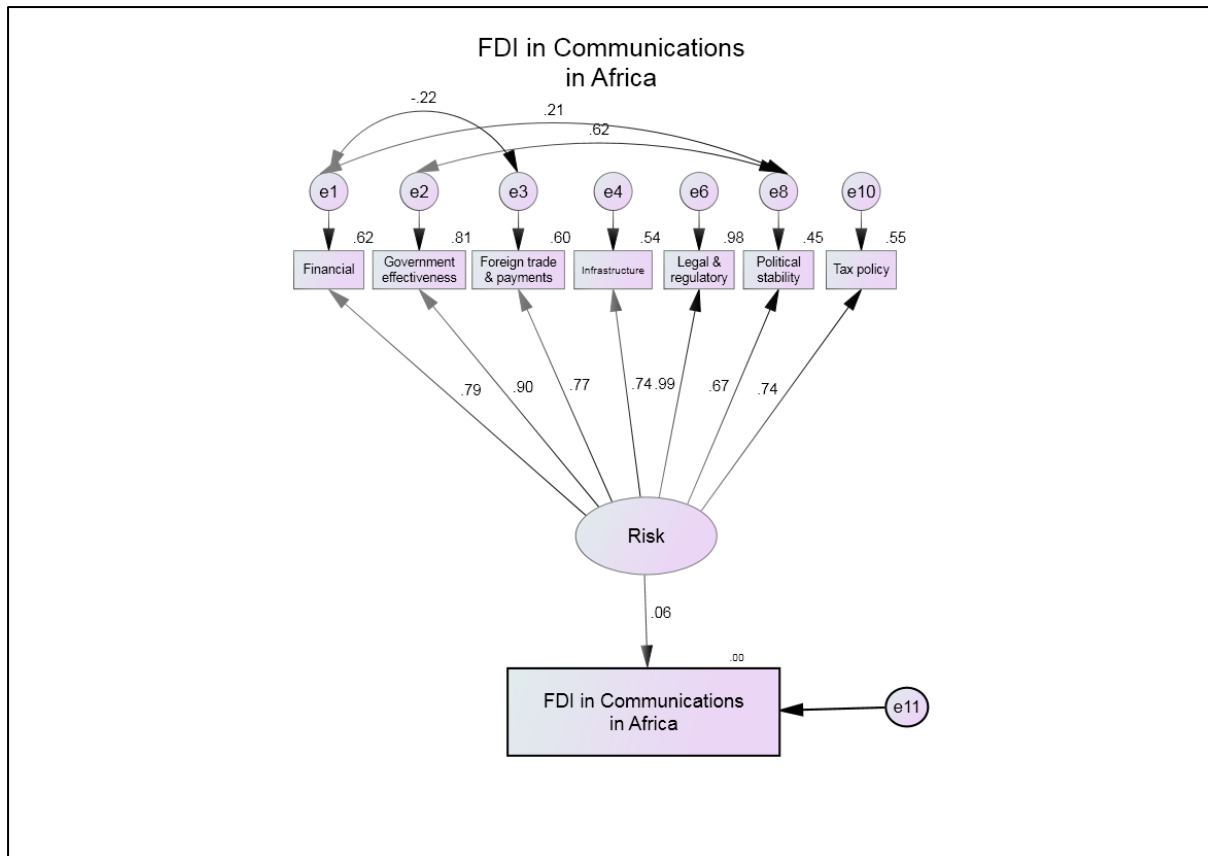 FDI in Communications
in Africa
-.22
.21
.62
e1
e2
e3
e4
e6
e8
e10
.62
.81
.60
.54
.98
.45
.55
Financial
Government
effectiveness
Foreign trade
& payments
Infrastructure
Legal &
regulatory
Political
stability
Tax policy
.79
.90
.77
.74
.99
.67
.74
Risk
.06
.00
FDI in Communications
in Africa
e11